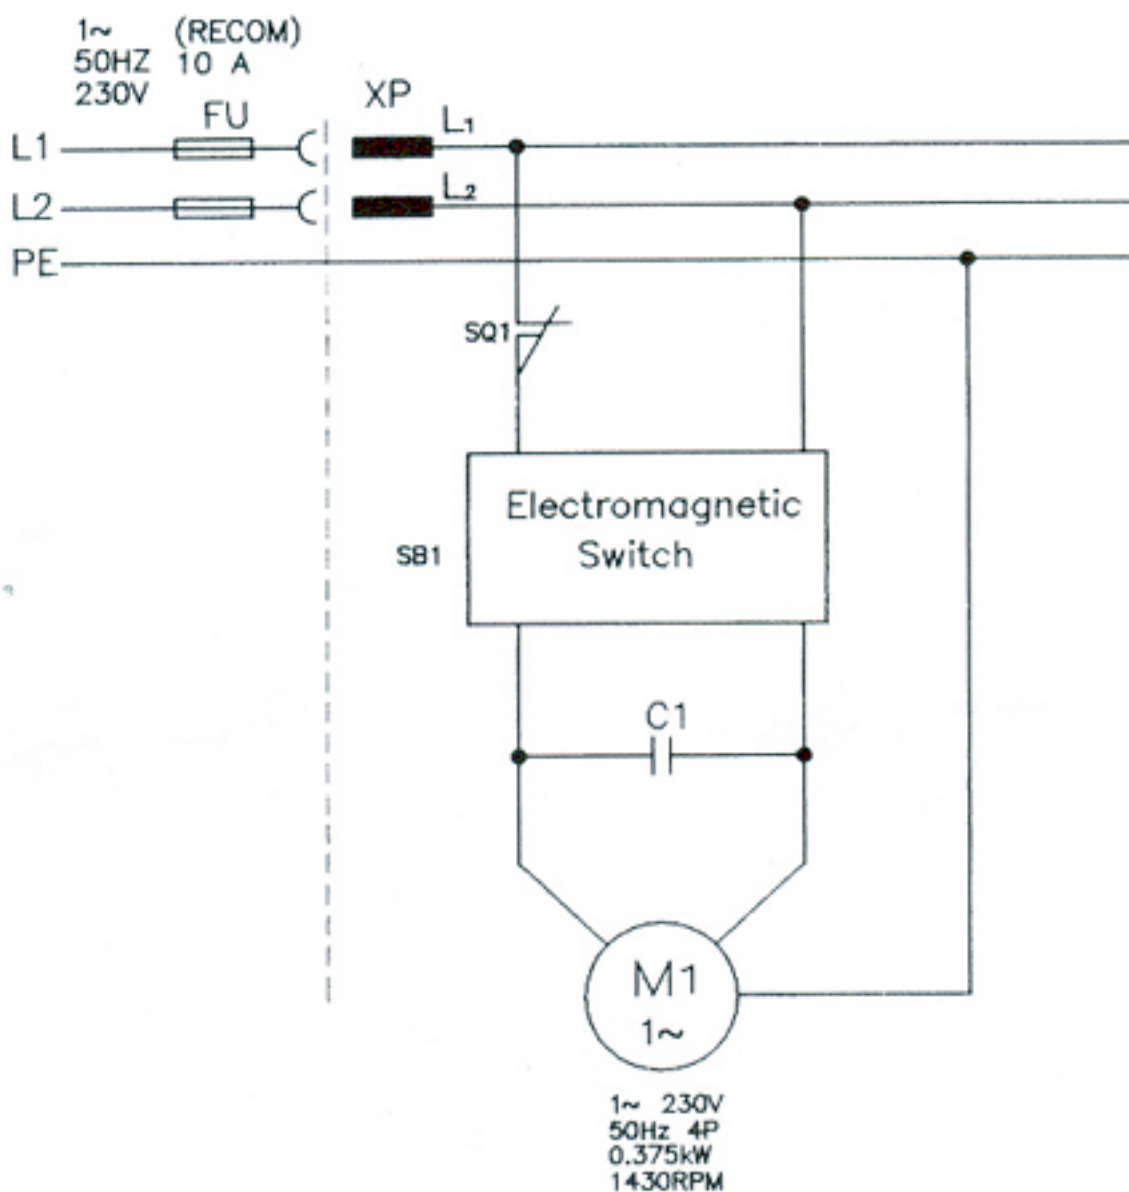 1~ (RECOM)
50HZ 10 A
230V
FU
XP
L1
L1
L2
L2
PE
SQ1
Electromagnetic
Switch
SB1
C1
M1
1~
1~ 230V
50Hz 4P
0.375kW
1430RPM